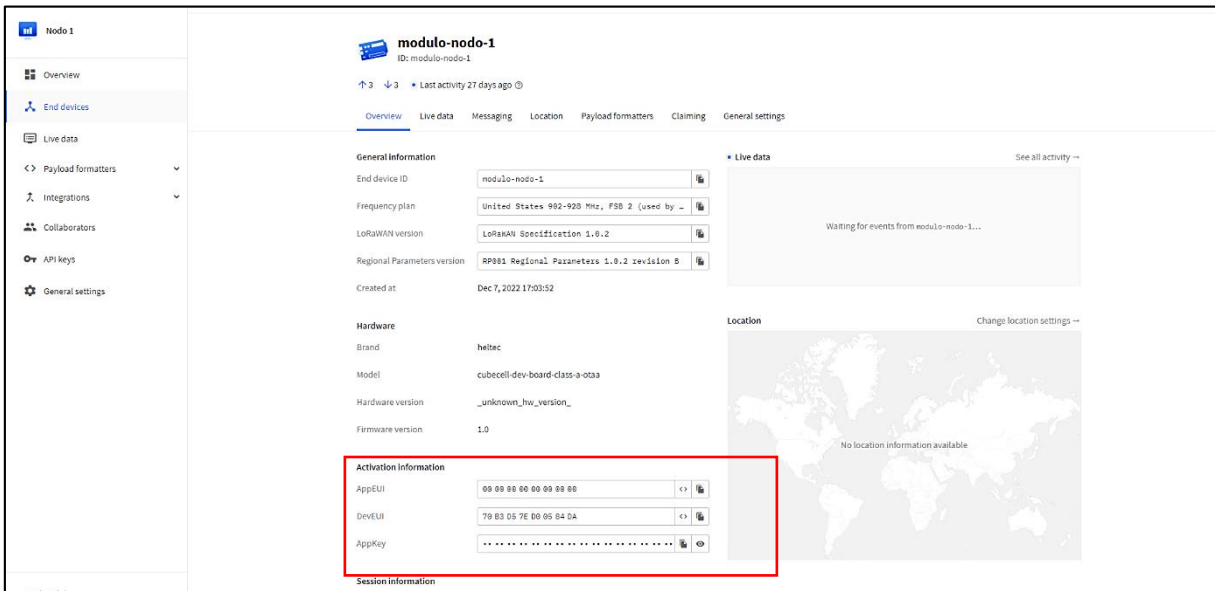 Nodo 1
Overview
End devices
Live data
Payload formatters
Integrations
Collaborators
API keys
General settings
modulo-nodo-1
ID: modulo-nodo-1
3 3 • Last activity 27 days ago
Overview Live data Messaging Location Payload formatters Claiming General settings
General information
End device ID modulo-nodo-1
Frequency plan United States 902-928 MHz, FSB 2 (used by …
LoRaWAN version LoRaWAN Specification 1.0.2
Regional Parameters version RP001 Regional Parameters 1.0.2 revision B
Created at Dec 7, 2022 17:03:52
Hardware
Brand heltec
Model cubecell-dev-board-class-a-otaa
Hardware version _unknown_hw_version_
Firmware version 1.0
Activation information
AppEUI 00 00 00 00 00 00 00 00
DevEUI 70 B3 D5 7E D0 05 84 DA
AppKey
Session information
• Live data See all activity →
Waiting for events from modulo-nodo-1...
Location Change location settings →
No location information available